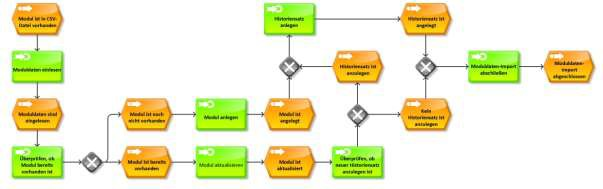 Modul ist in CSV-
Datei vorhanden
Moduldaten einlesen
Moduldaten sind
eingelesen
Überprüfen, ob
Modul bereits
vorhanden ist
Modul ist noch
nicht vorhanden
Modul ist bereits
vorhanden
Modul anlegen
Modul aktualisieren
Modul ist
angelegt
Modul ist
aktualisiert
Historiensatz
anlegen
Historiensatz ist
anzulegen
Überprüfen, ob
neuer Historiensatz
anzulegen ist
Historiensatz ist
angelegt
Kein
Historiensatz ist
anzulegen
Moduldaten-Import
abschließen
Moduldaten-
Import
abgeschlossen